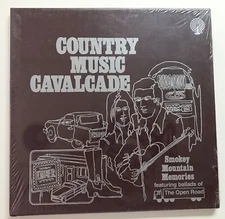 COUNTRY
MUSIC
CAVALCADE
Smokey
Mountain
Memories
featuring ballads of
The Open Road